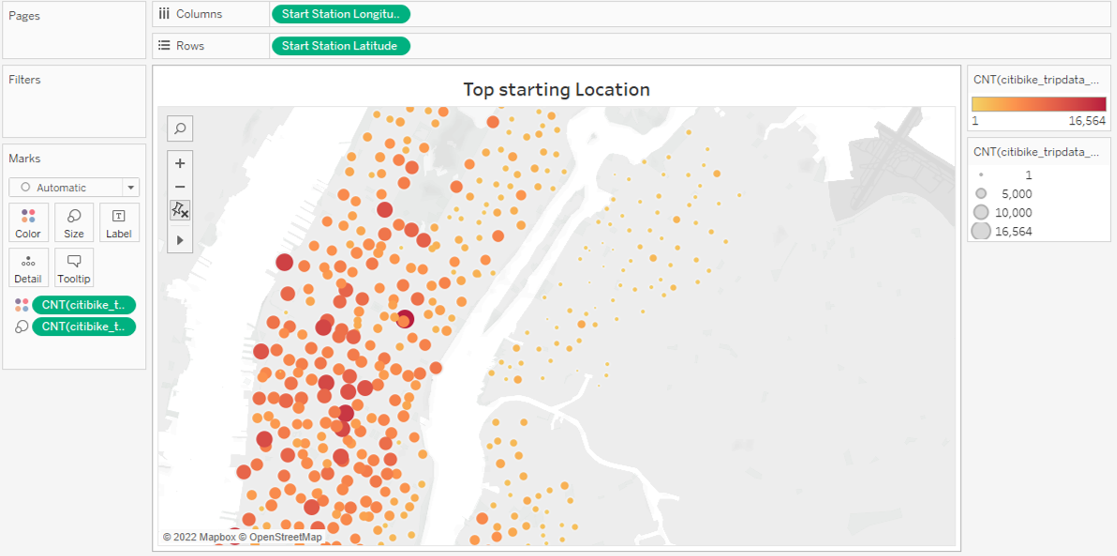 Pages
Columns
Start Station Longitu..
Rows
Start Station Latitude
Filters
Marks
Automatic
Color
Size
Label
Detail
Tooltip
CNT(citibike_t..
CNT(citibike_t..
Top starting Location
© 2022 Mapbox © OpenStreetMap
CNT(citibike_tripdata_...
1 16,564
CNT(citibike_tripdata_...
1
5,000
10,000
16,564